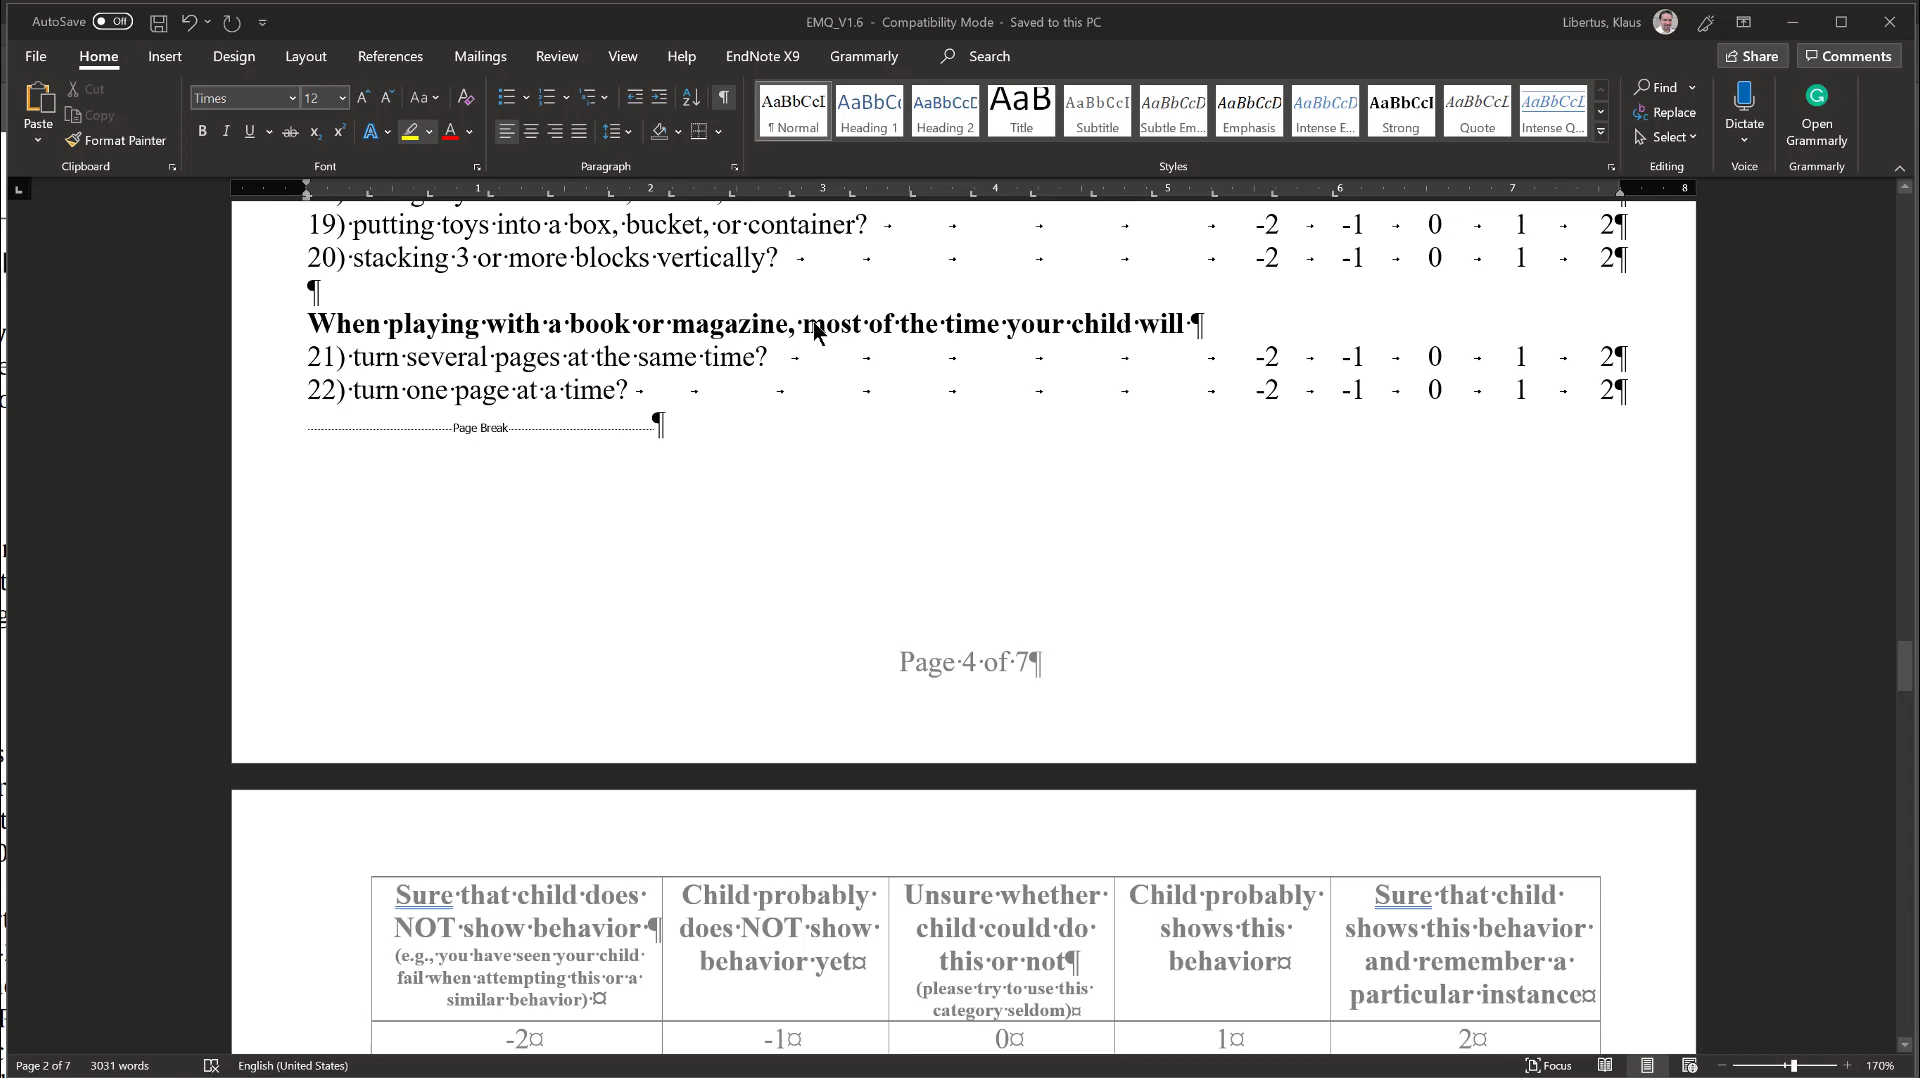 AutoSave Off
EMQ_V1.6 - Compatibility Mode - Saved to this PC
Libertus, Klaus
File Home Insert Design Layout References Mailings Review View Help EndNote X9 Grammarly Search
Share Comments
Paste
Cut
Copy
Format Painter
Clipboard
Times 12
Font
Paragraph
AaBbCcI AaBbCc AaBbCcD AaB AaBbCcI AaBbCcD AaBbCcD AaBbCcD AaBbCcI AaBbCcI AaBbCcL
¶ Normal Heading 1 Heading 2 Title Subtitle Subtle Em... Emphasis Intense E... Strong Quote Intense Q...
Styles
Find
Replace
Select
Editing
Dictate
Voice
Open
Grammarly
Grammarly
1 2 3 4 5 6 7 8
19)·putting·toys·into·a·box,·bucket,·or·container? → → → → → -2 → -1 → 0 → 1 → 2¶
20)·stacking·3·or·more·blocks·vertically? → → → → → → -2 → -1 → 0 → 1 → 2¶
¶
When·playing·with·a·book·or·magazine,·most·of·the·time·your·child·will·¶
21)·turn·several·pages·at·the·same·time? → → → → → → -2 → -1 → 0 → 1 → 2¶
22)·turn·one·page·at·a·time? → → → → → → → → -2 → -1 → 0 → 1 → 2¶
Page Break¶
Page·4·of·7¶
Sure·that·child·does·
NOT·show·behavior·¶
(e.g.,·you·have·seen·your·child·
fail·when·attempting·this·or·a·
similar·behavior)·¤
Child·probably·
does·NOT·show·
behavior·yet¤
Unsure·whether·
child·could·do·
this·or·not¶
(please·try·to·use·this·
category·seldom)¤
Child·probably·
shows·this·
behavior¤
Sure·that·child·
shows·this·behavior·
and·remember·a·
particular·instance¤
-2¤ -1¤ 0¤ 1¤ 2¤
Page 2 of 7 3031 words English (United States) Focus 170%